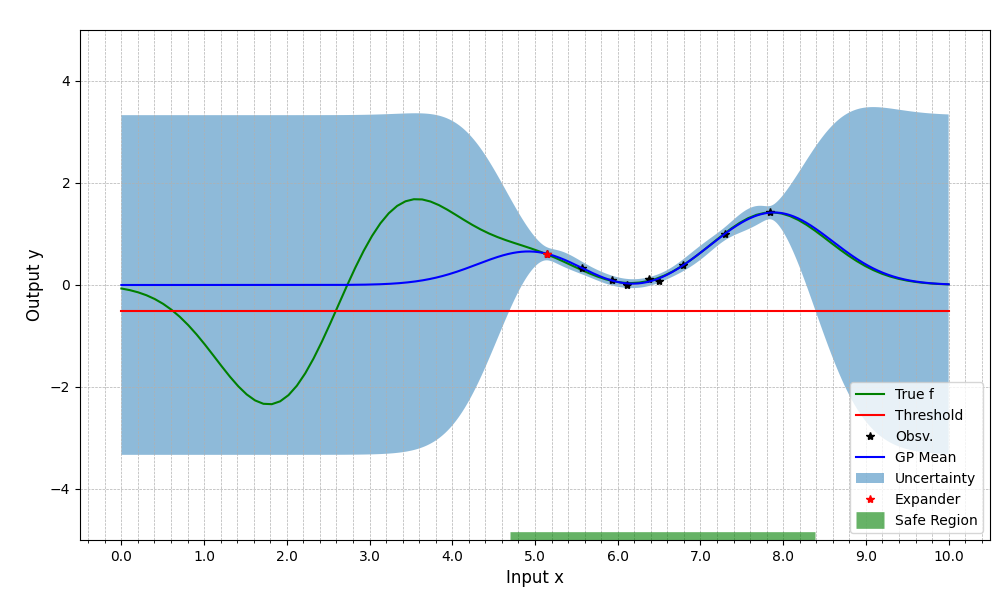 4
2
0
−2
−4
Output y
0.0 1.0 2.0 3.0 4.0 5.0 6.0 7.0 8.0 9.0 10.0
Input x
True f
Threshold
Obsv.
GP Mean
Uncertainty
Expander
Safe Region